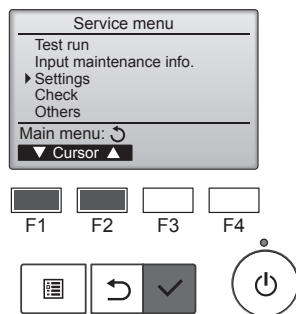 Service menu
Test run
Input maintenance info.
Settings
Check
Others
Main menu:
Cursor
F1 F2 F3 F4